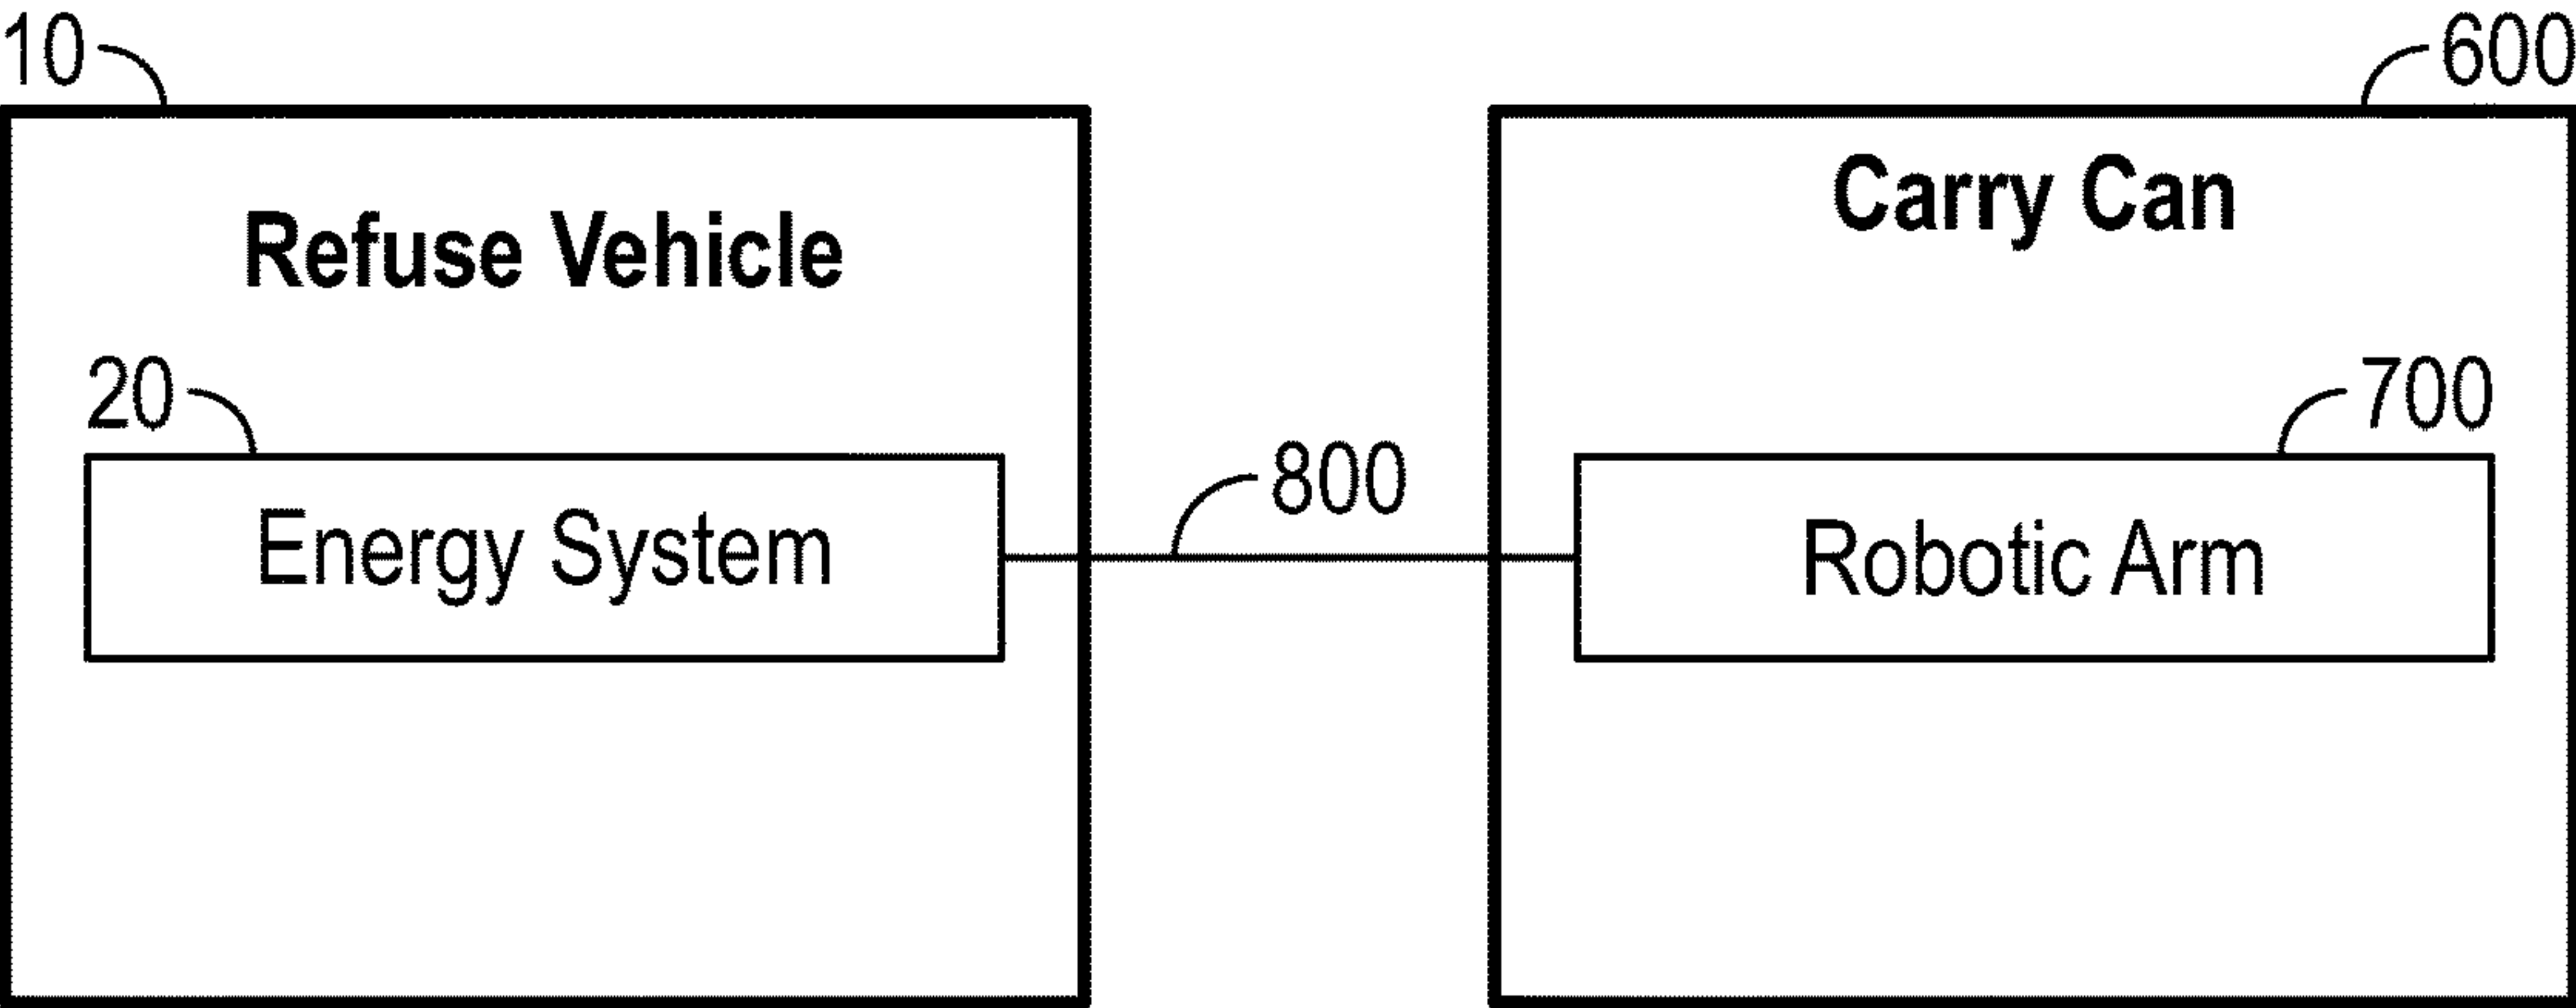 10
600
Refuse Vehicle
Carry Can
20
700
800
Energy System
Robotic Arm